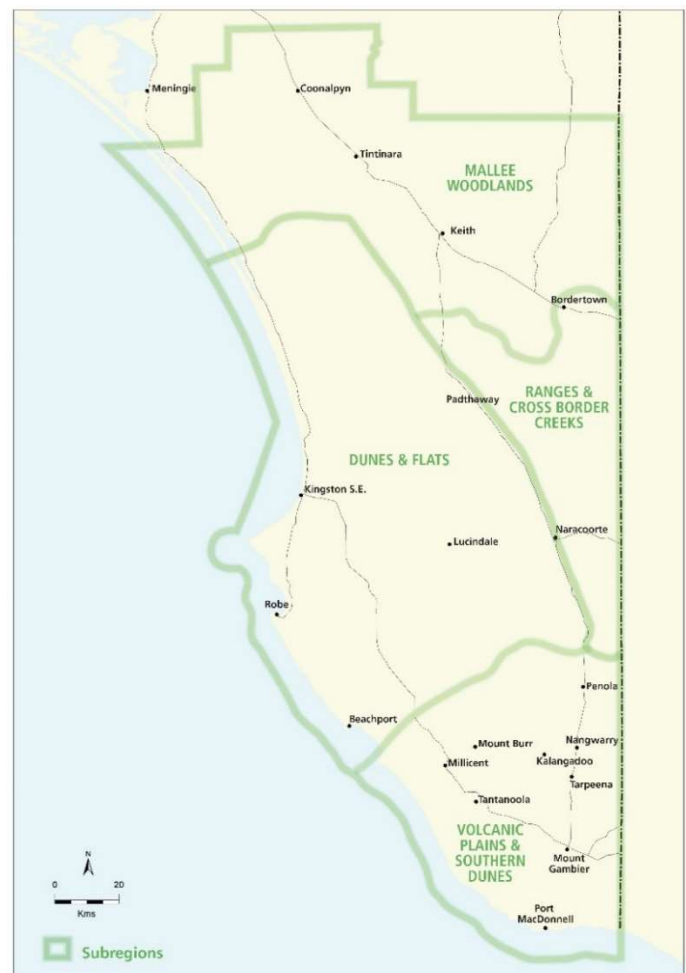 Meningie
Coonalpyn
Tintinara
MALLEE
WOODLANDS
Keith
Bordertown
RANGES &
CROSS BORDER
CREEKS
Padthaway
DUNES & FLATS
Kingston S.E.
Naracoorte
Lucindale
Robe
Penola
Beachport
Mount Burr
Nangwarry
Millicent
Kalangadoo
Tarpeena
Tantanoola
VOLCANIC
PLAINS &
SOUTHERN
DUNES
Mount
Gambier
Port
MacDonnell
N
0 20
Kms
Subregions